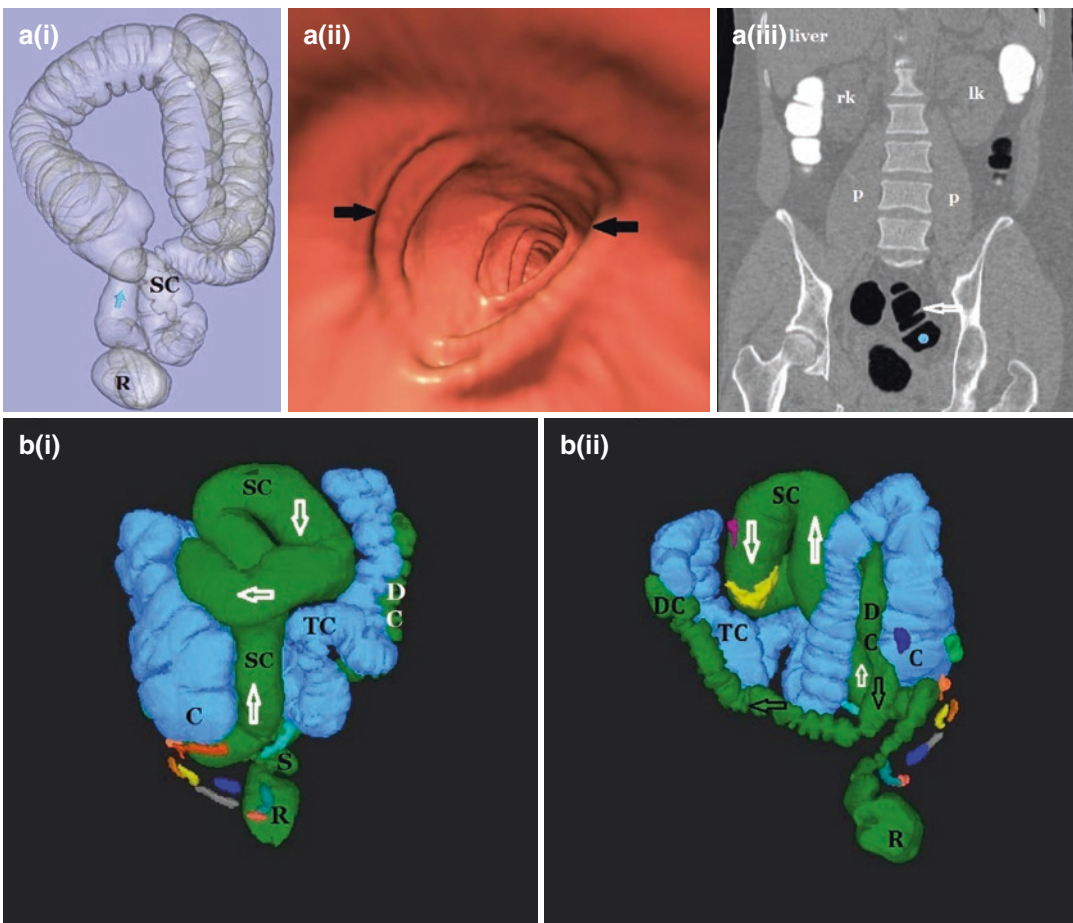 a(i)
SC
R
a(ii)
a(iii) liver
rk
lk
p
p
b(i)
SC
D
C
TC
SC
C
S
R
b(ii)
SC
DC
TC
D
C
C
R